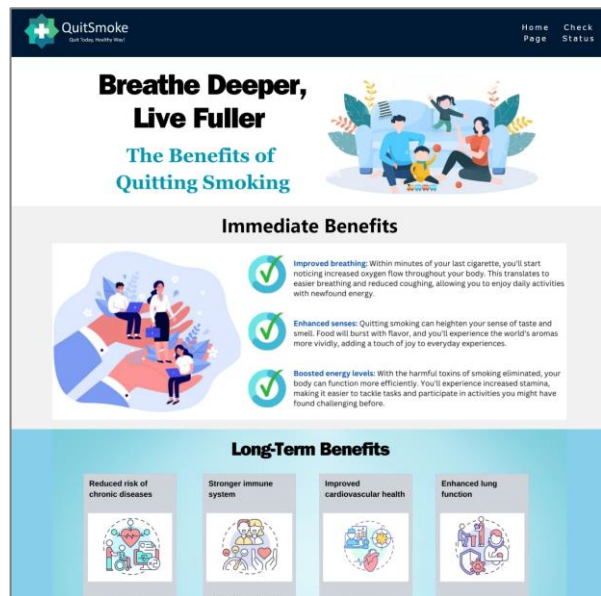 QuitSmoke
Quit Today, Healthy Way!
Home Check
Page Status
Breathe Deeper,
Live Fuller
The Benefits of
Quitting Smoking
Immediate Benefits
Improved breathing: Within minutes of your last cigarette, you'll start
noticing increased oxygen flow throughout your body. This translates to
easier breathing and reduced coughing, allowing you to enjoy daily activities
with newfound energy.
Enhanced senses: Quitting smoking can heighten your sense of taste and
smell. Food will burst with flavor, and you'll experience the world's aromas
more vividly, adding a touch of joy to everyday experiences.
Boosted energy levels: With the harmful toxins of smoking eliminated, your
body can function more efficiently. You'll experience increased stamina,
making it easier to tackle tasks and participate in activities you might have
found challenging before.
Long-Term Benefits
Reduced risk of
chronic diseases
Stronger immune
system
Improved
cardiovascular health
Enhanced lung
function